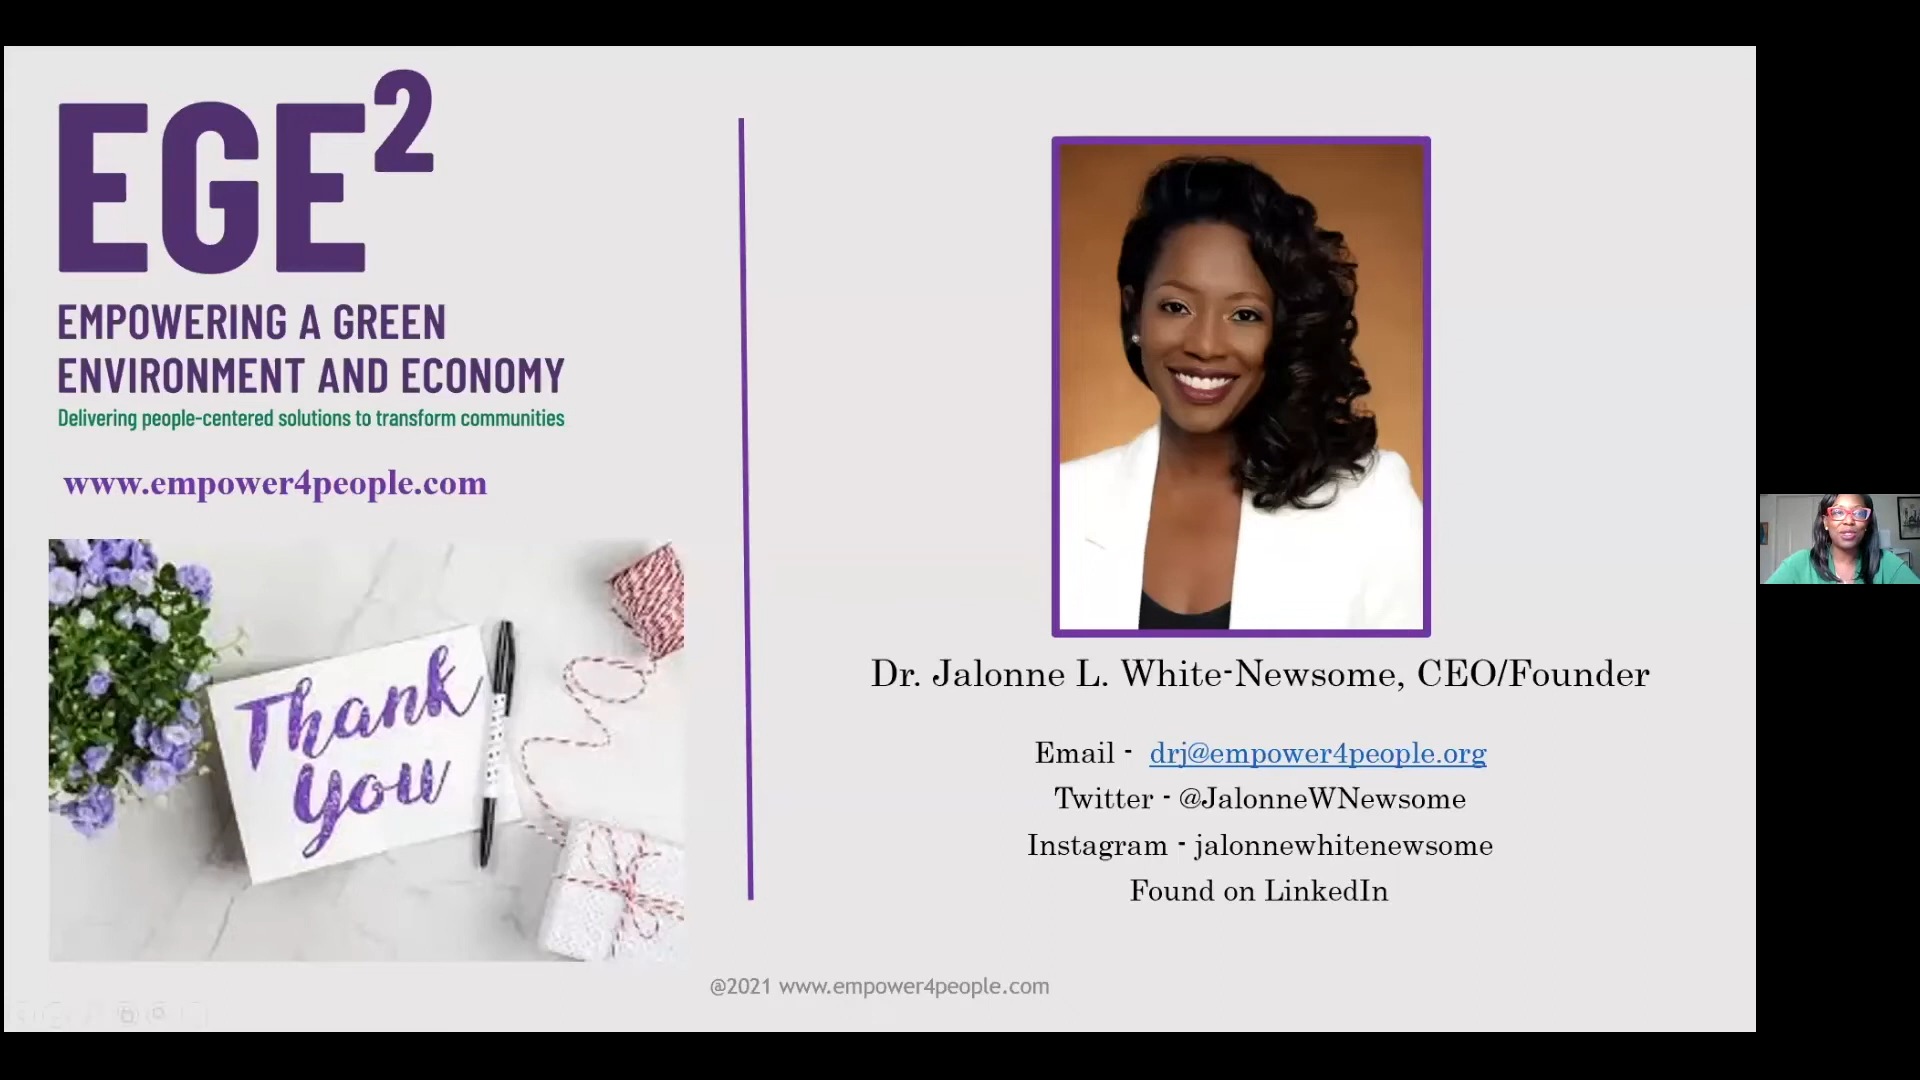 EGE²
EMPOWERING A GREEN
ENVIRONMENT AND ECONOMY
Delivering people-centered solutions to transform communities
www.empower4people.com
Thank
you
Dr. Jalonne L. White-Newsome, CEO/Founder
Email - drj@empower4people.org
Twitter - @JalonneWNewsome
Instagram - jalonnewhitenewsome
Found on LinkedIn
@2021 www.empower4people.com